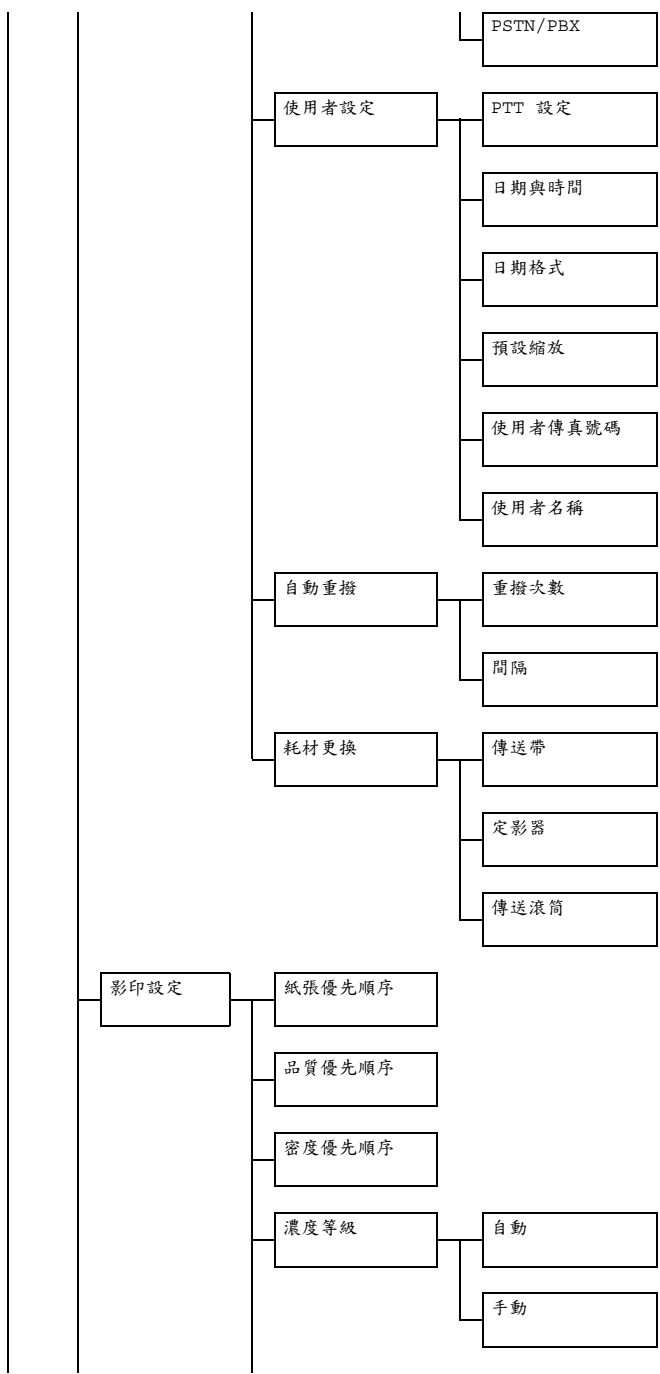 PSTN/PBX
使用者設定
PTT 設定
日期與時間
日期格式
預設縮放
使用者傳真號碼
使用者名稱
自動重撥
重撥次數
間隔
耗材更換
傳送帶
定影器
傳送滾筒
影印設定
紙張優先順序
品質優先順序
密度優先順序
濃度等級
自動
手動